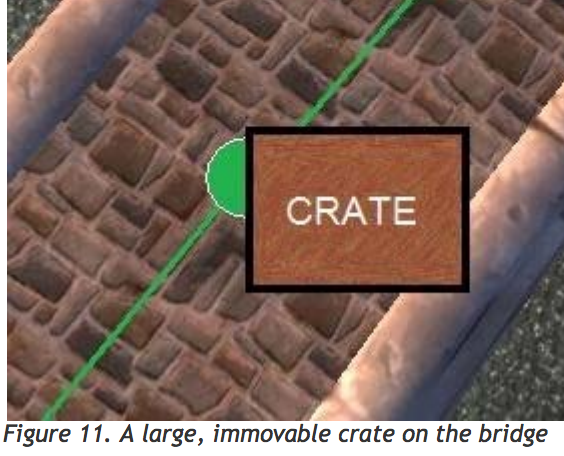 CRATE
Figure 11. A large, immovable crate on the bridge